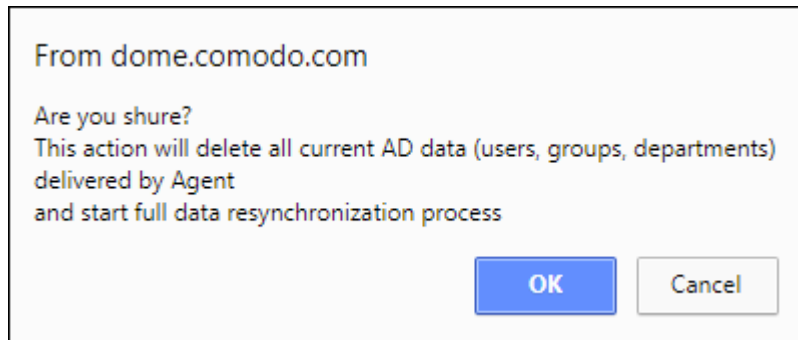 From dome.comodo.com
Are you shure?
This action will delete all current AD data (users, groups, departments)
delivered by Agent
and start full data resynchronization process
OK
Cancel